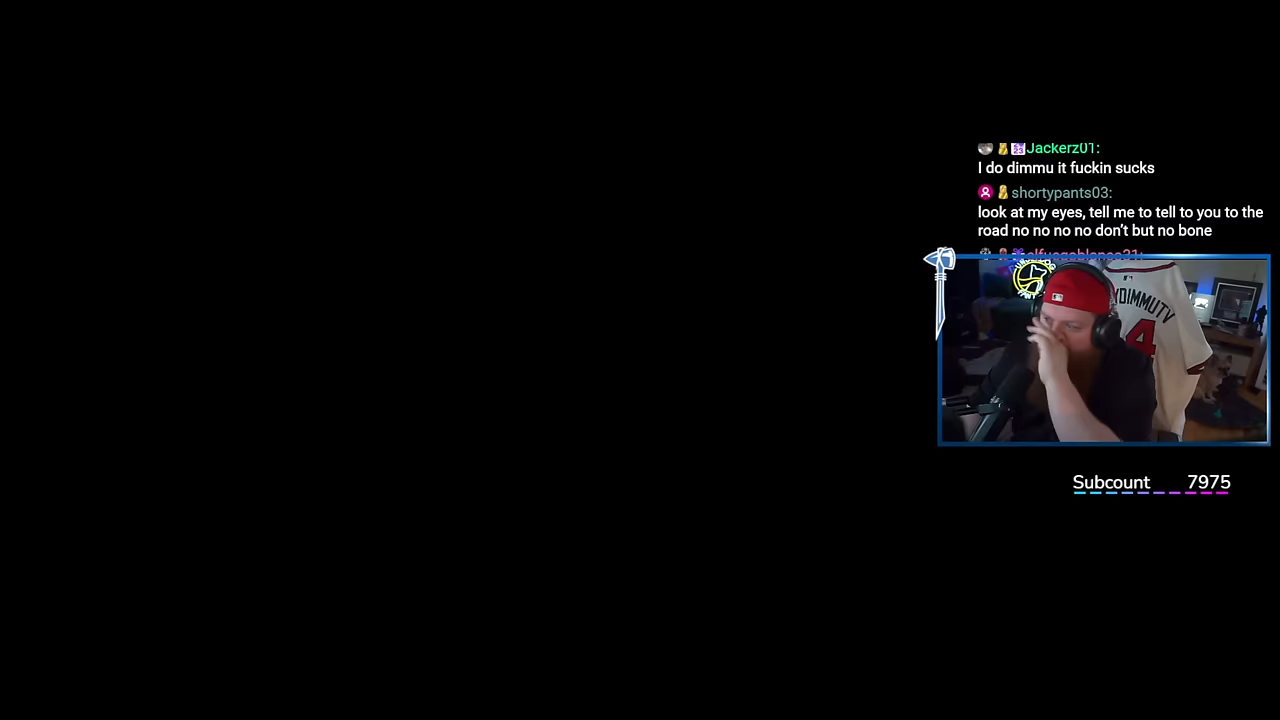 Jackerz01:
I do dimmu it fuckin sucks
shortypants03:
look at my eyes, tell me to tell to you to the
road no no no no don't but no bone
YDIMMUTV
4
Subcount 7975